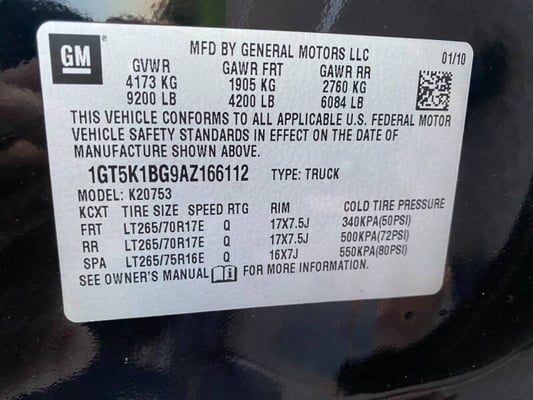 GM
MFD BY GENERAL MOTORS LLC 01/10
GVWR GAWR FRT GAWR RR
4173 KG 1905 KG 2760 KG
9200 LB 4200 LB 6084 LB
THIS VEHICLE CONFORMS TO ALL APPLICABLE U.S. FEDERAL MOTOR
VEHICLE SAFETY STANDARDS IN EFFECT ON THE DATE OF
MANUFACTURE SHOWN ABOVE.
1GT5K1BG9AZ166112 TYPE: TRUCK
MODEL: K20753
KCXT TIRE SIZE SPEED RTG RIM COLD TIRE PRESSURE
FRT LT265/70R17E Q 17X7.5J 340KPA(50PSI)
RR LT265/70R17E Q 17X7.5J 500KPA(72PSI)
SPA LT265/75R16E Q 16X7J 550KPA(80PSI)
SEE OWNER'S MANUAL FOR MORE INFORMATION.